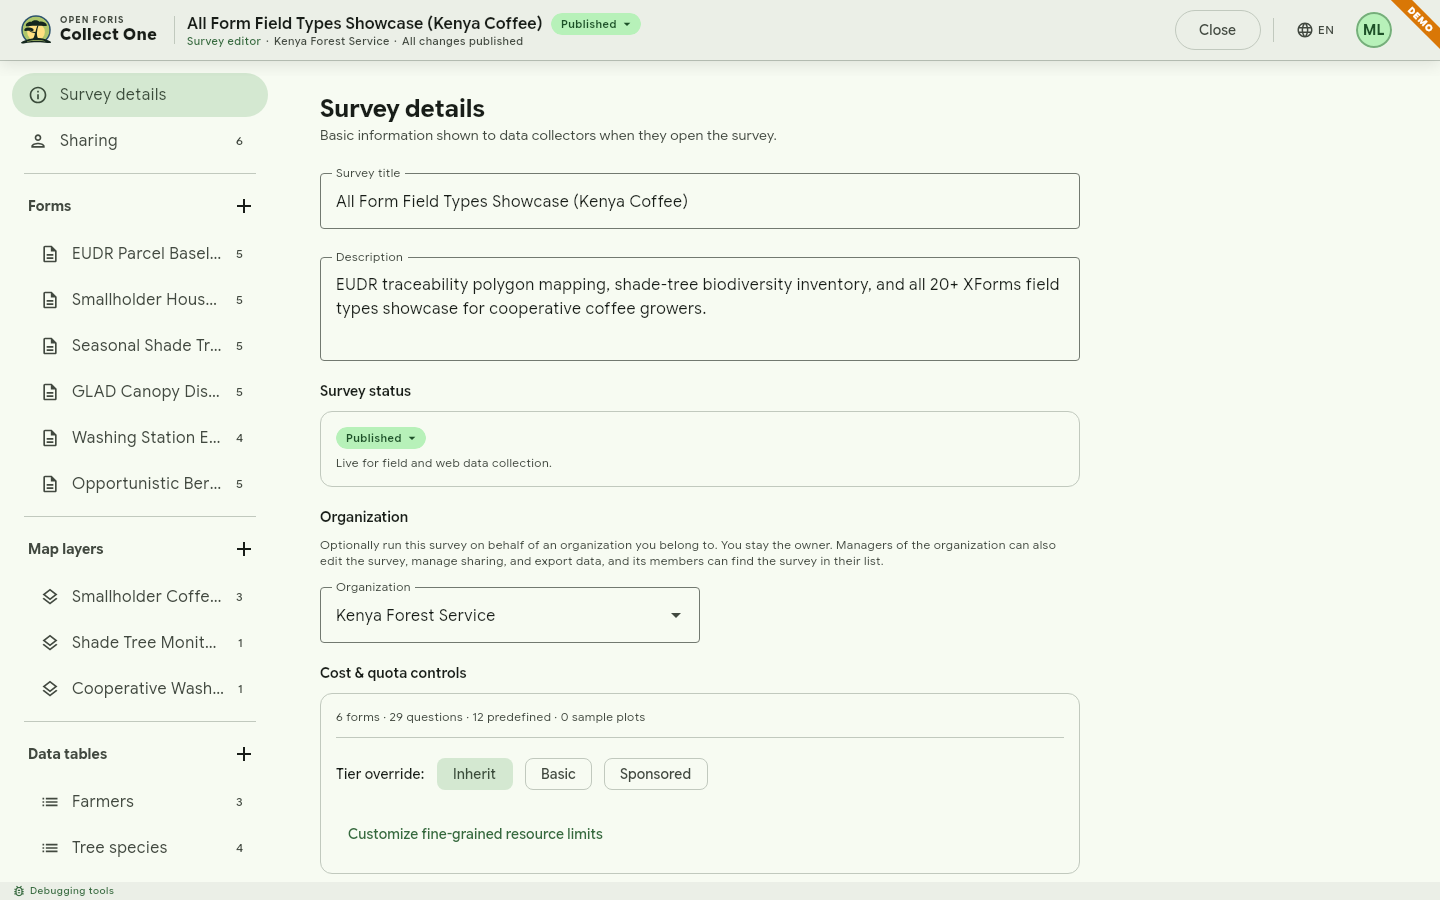 OPEN FORIS
Collect One
All Form Field Types Showcase (Kenya Coffee)
Published
Survey editor · Kenya Forest Service · All changes published
Close
EN
ML
DEMO
Survey details
Sharing 6
Forms
EUDR Parcel Basel... 5
Smallholder Hous... 5
Seasonal Shade Tr... 5
GLAD Canopy Dis... 5
Washing Station E... 4
Opportunistic Ber... 5
Map layers
Smallholder Coffe... 3
Shade Tree Monit... 1
Cooperative Wash... 1
Data tables
Farmers 3
Tree species 4
Survey details
Basic information shown to data collectors when they open the survey.
Survey title
All Form Field Types Showcase (Kenya Coffee)
Description
EUDR traceability polygon mapping, shade-tree biodiversity inventory, and all 20+ XForms field
types showcase for cooperative coffee growers.
Survey status
Published
Live for field and web data collection.
Organization
Optionally run this survey on behalf of an organization you belong to. You stay the owner. Managers of the organization can also
edit the survey, manage sharing, and export data, and its members can find the survey in their list.
Organization
Kenya Forest Service
Cost & quota controls
6 forms · 29 questions · 12 predefined · 0 sample plots
Tier override: Inherit Basic Sponsored
Customize fine-grained resource limits
Debugging tools